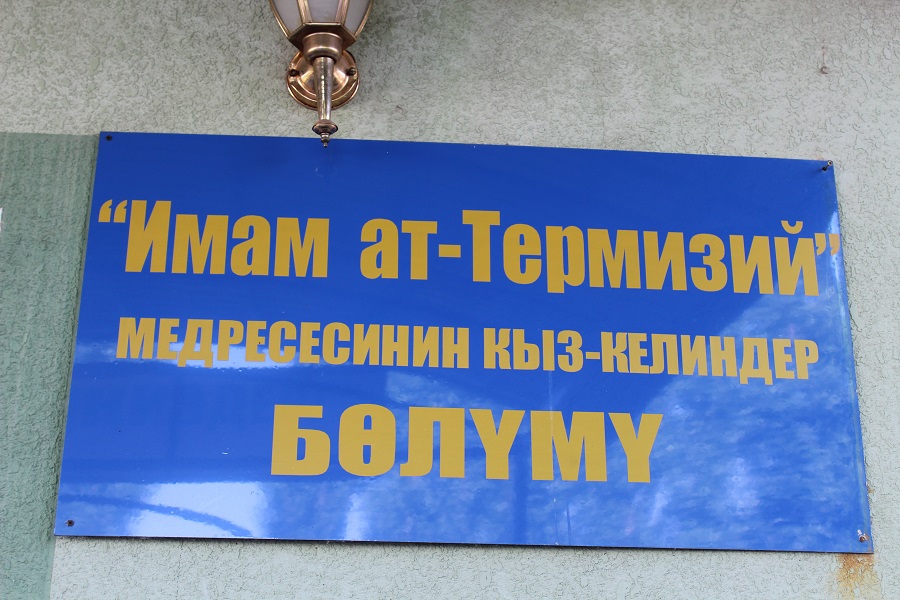 “Имам ат-Термизий”
МЕДРЕСЕСИНИН КЫЗ-КЕЛИНДЕР
БӨЛҮМҮ